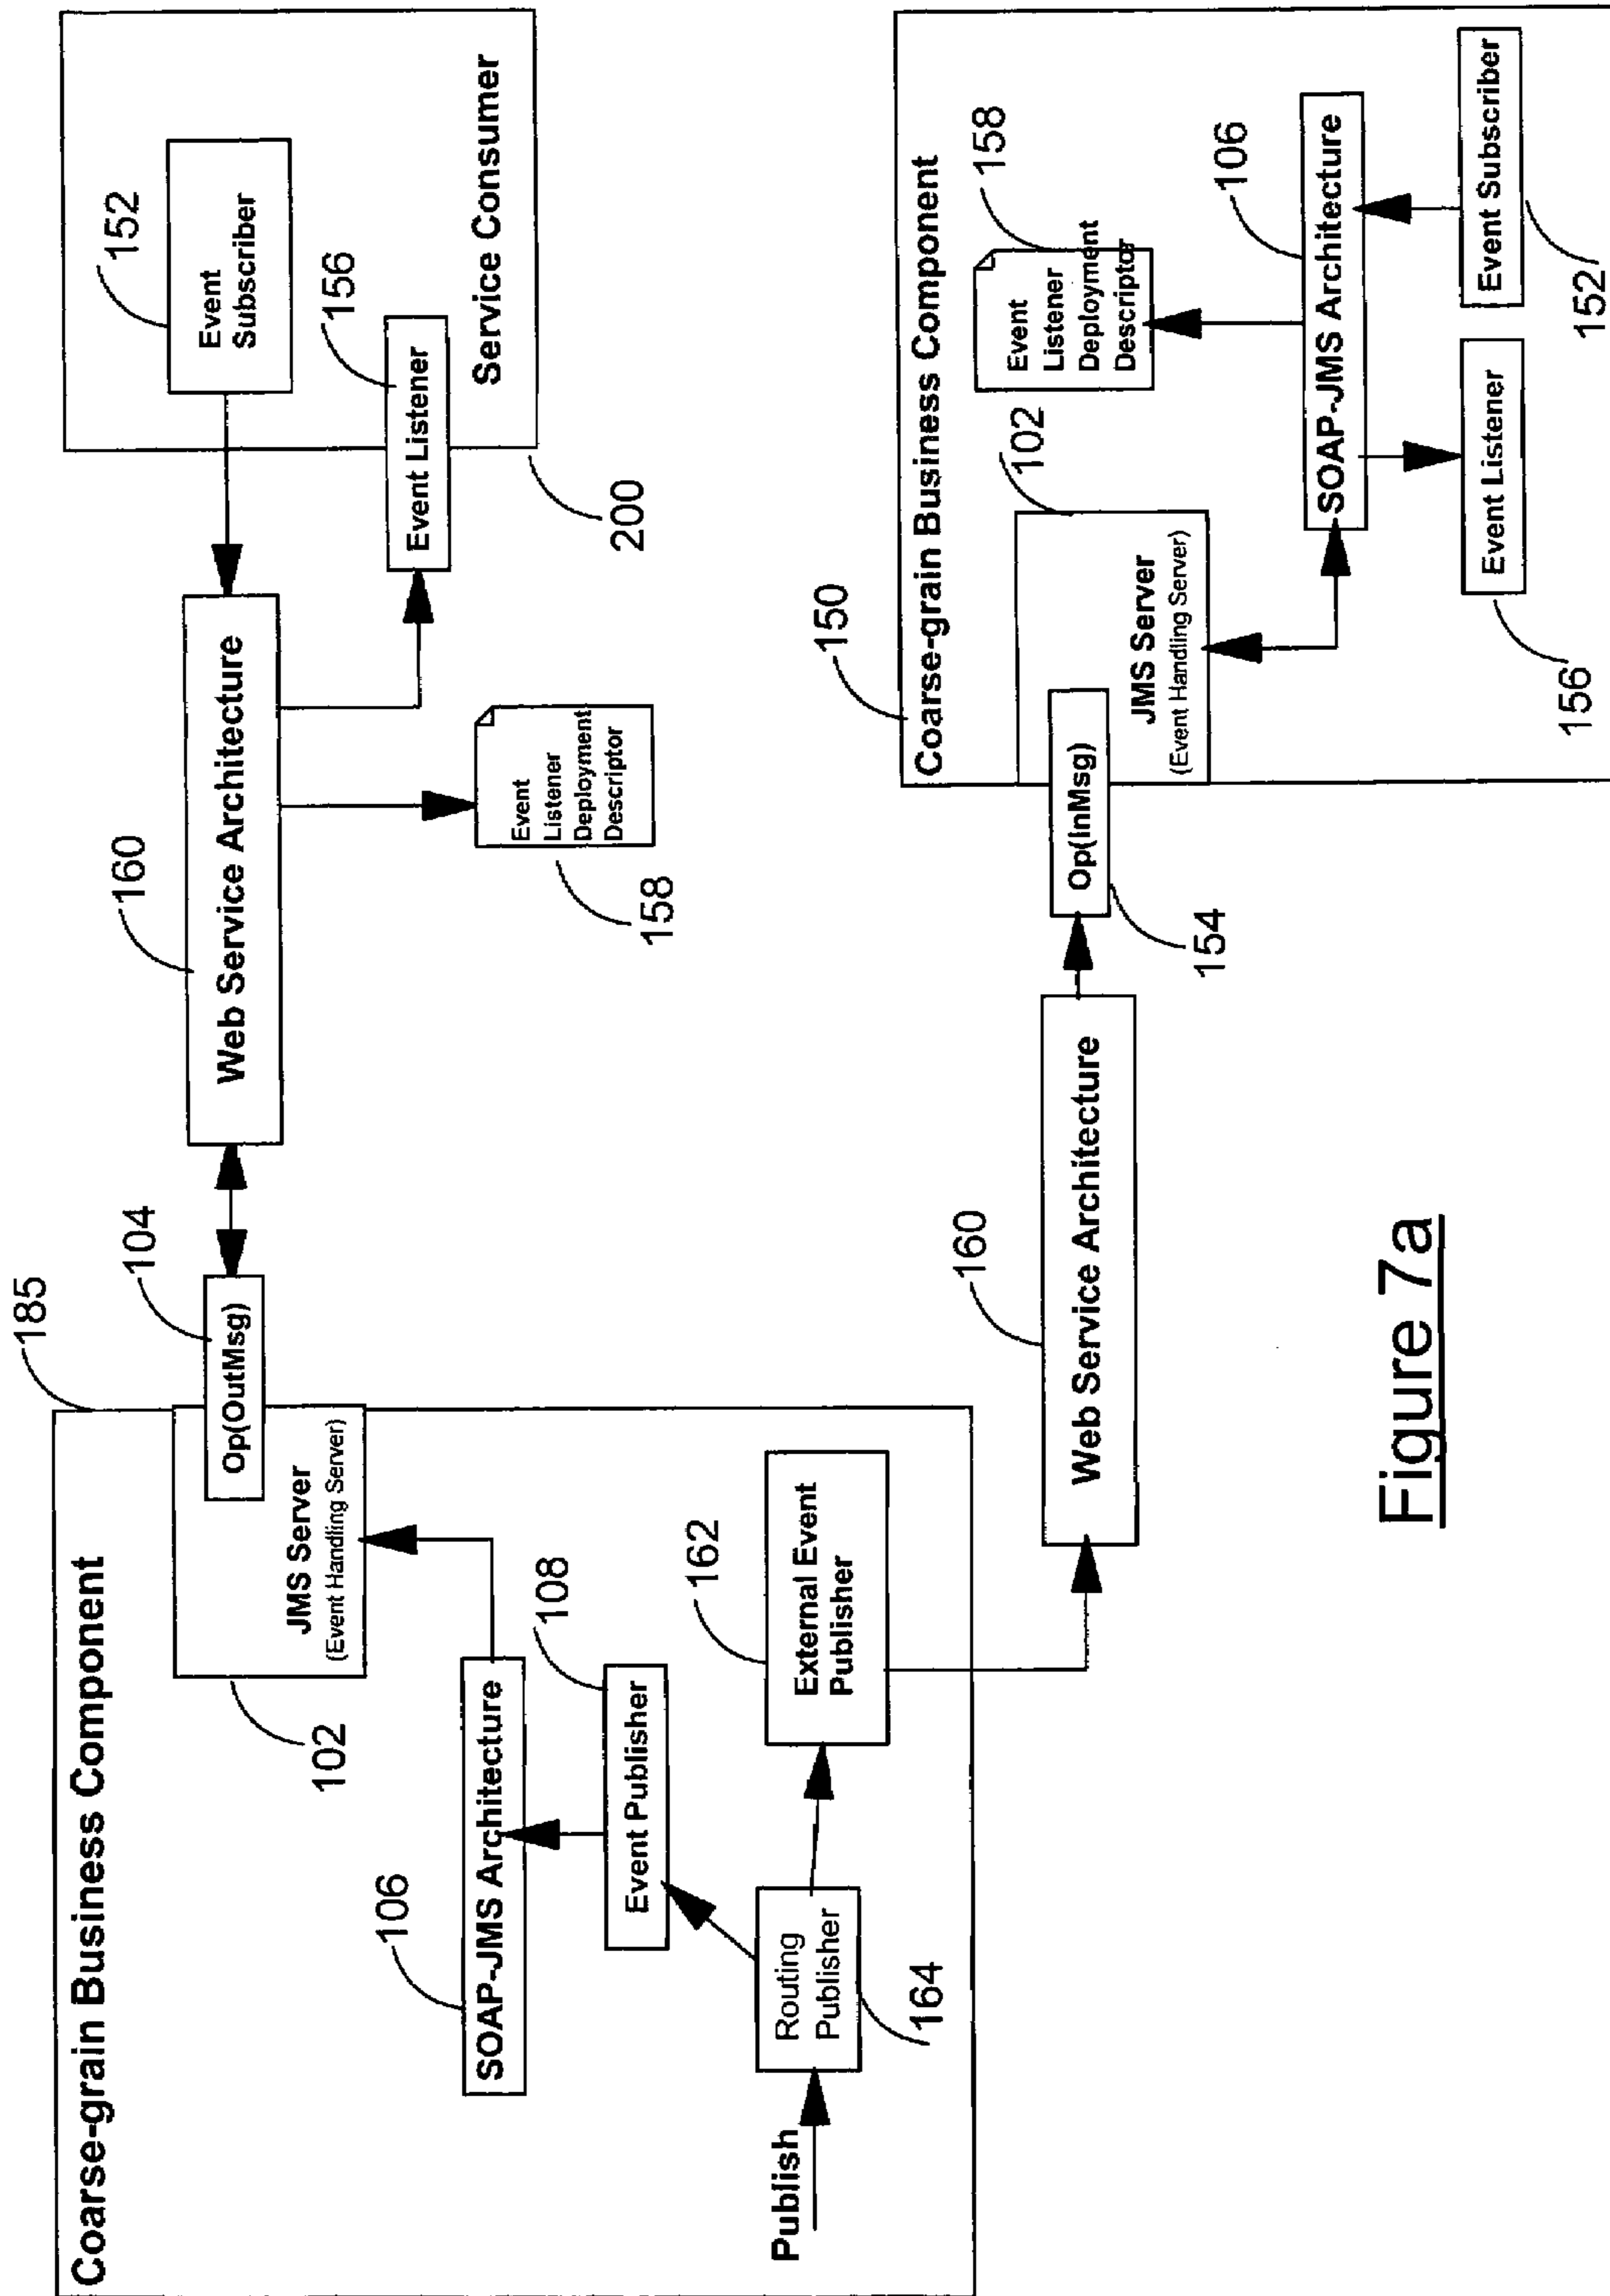 Coarse-grain Business Component
185
Op(OutMsg)
104
JMS Server
(Event Handling Server)
102
SOAP-JMS Architecture
106
Event Publisher
108
External Event
Publisher
162
Routing
Publisher
164
Publish
Web Service Architecture
160
Event
Listener
Deployment
Descriptor
158
Event
Subscriber
152
Event Listener
156
Service Consumer
200
Web Service Architecture
160
Coarse-grain Business Component
150
Op(InMsg)
154
JMS Server
(Event Handling Server)
102
Event
Listener
Deployment
Descriptor
158
SOAP-JMS Architecture
106
Event Listener
156
Event Subscriber
152
Figure 7a